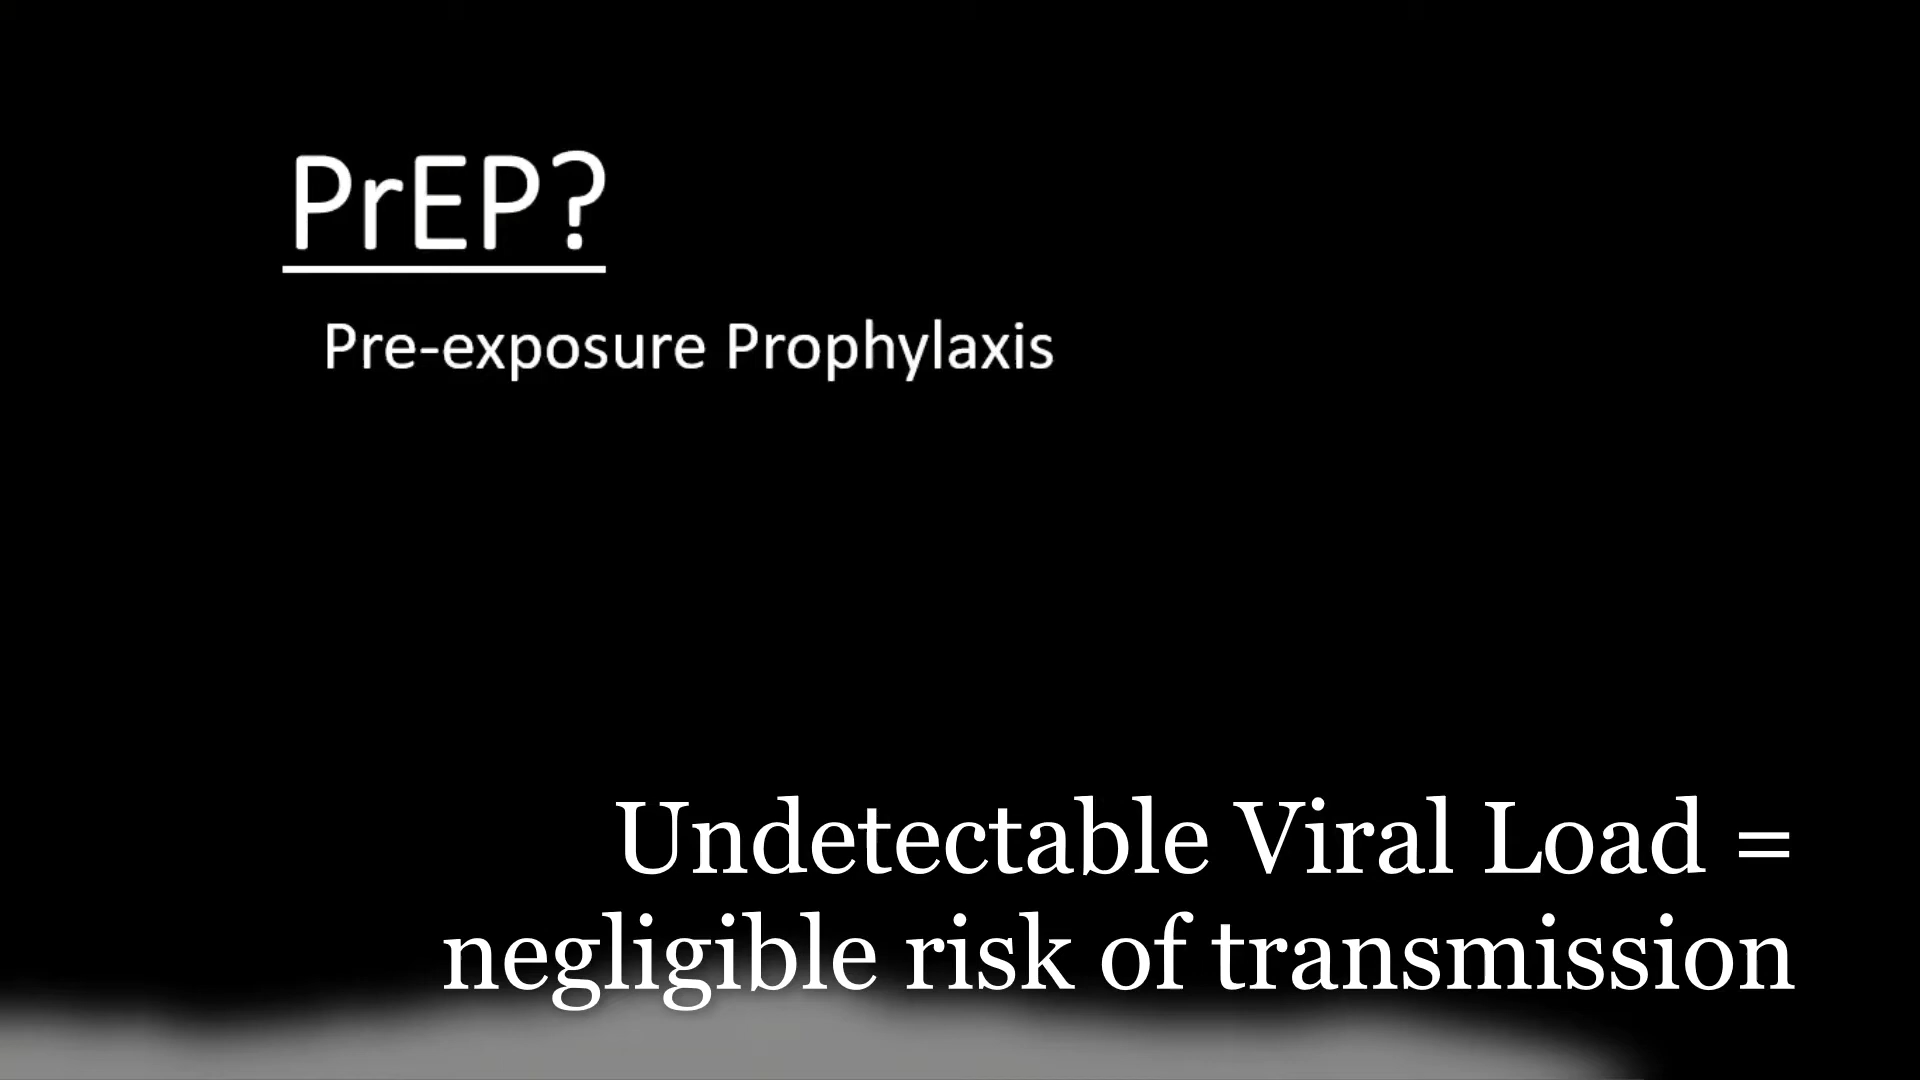 PrEP?
Pre-exposure Prophylaxis
Undetectable Viral Load =
negligible risk of transmission